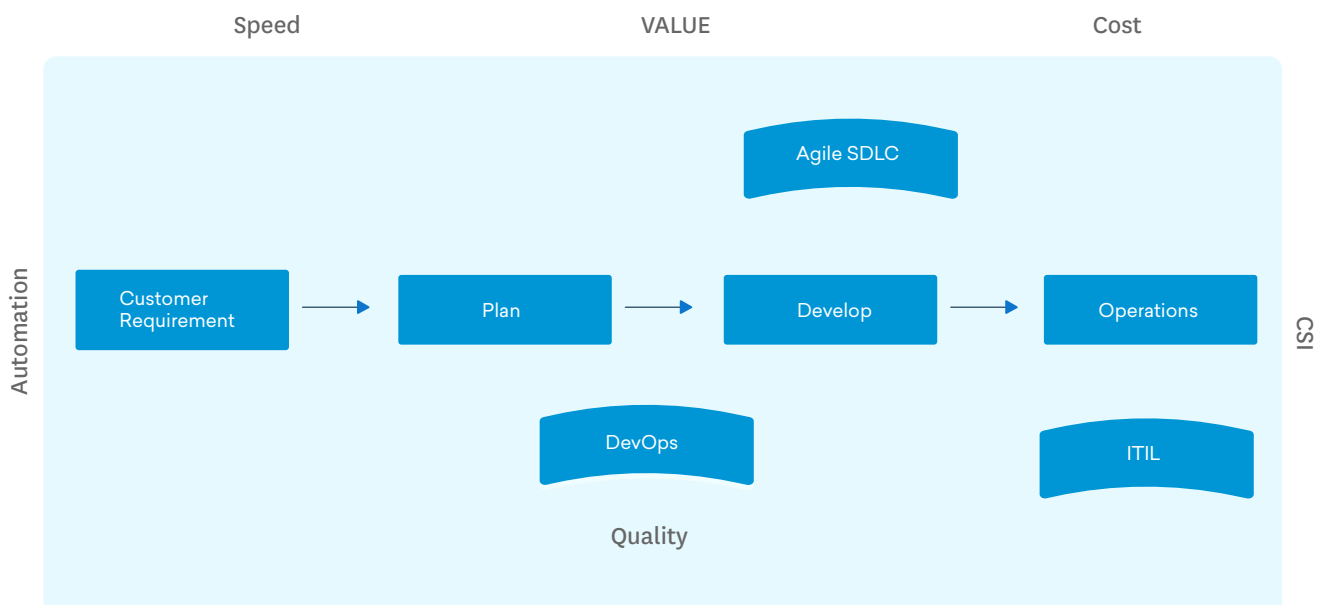 Speed
VALUE
Cost
Agile SDLC
Automation
Customer
Requirement
Plan
Develop
Operations
CSI
DevOps
ITIL
Quality